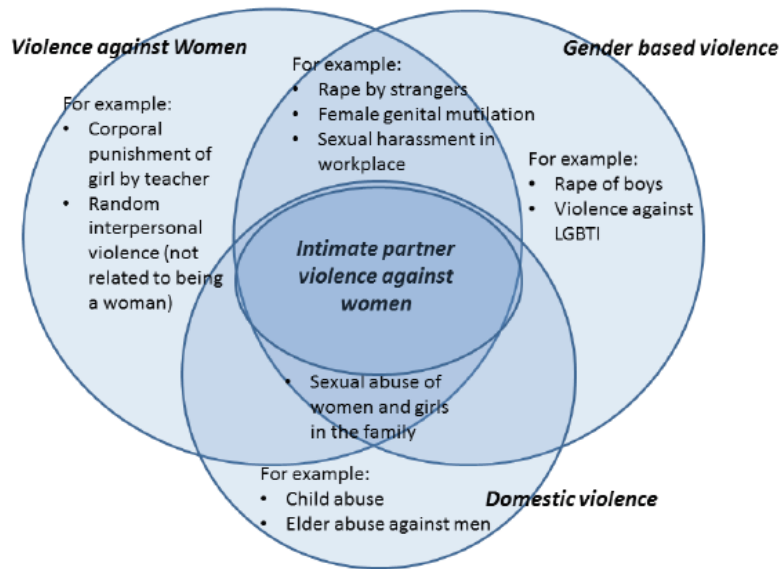 Violence against Women
Gender based violence
For example:
• Corporal
punishment of
girl by teacher
• Random
interpersonal
violence (not
related to being
a woman)
For example:
• Rape by strangers
• Female genital mutilation
• Sexual harassment in
workplace
For example:
• Rape of boys
• Violence against
LGBTI
Intimate partner
violence against
women
• Sexual abuse of
women and girls
in the family
For example:
• Child abuse
• Elder abuse against men
Domestic violence